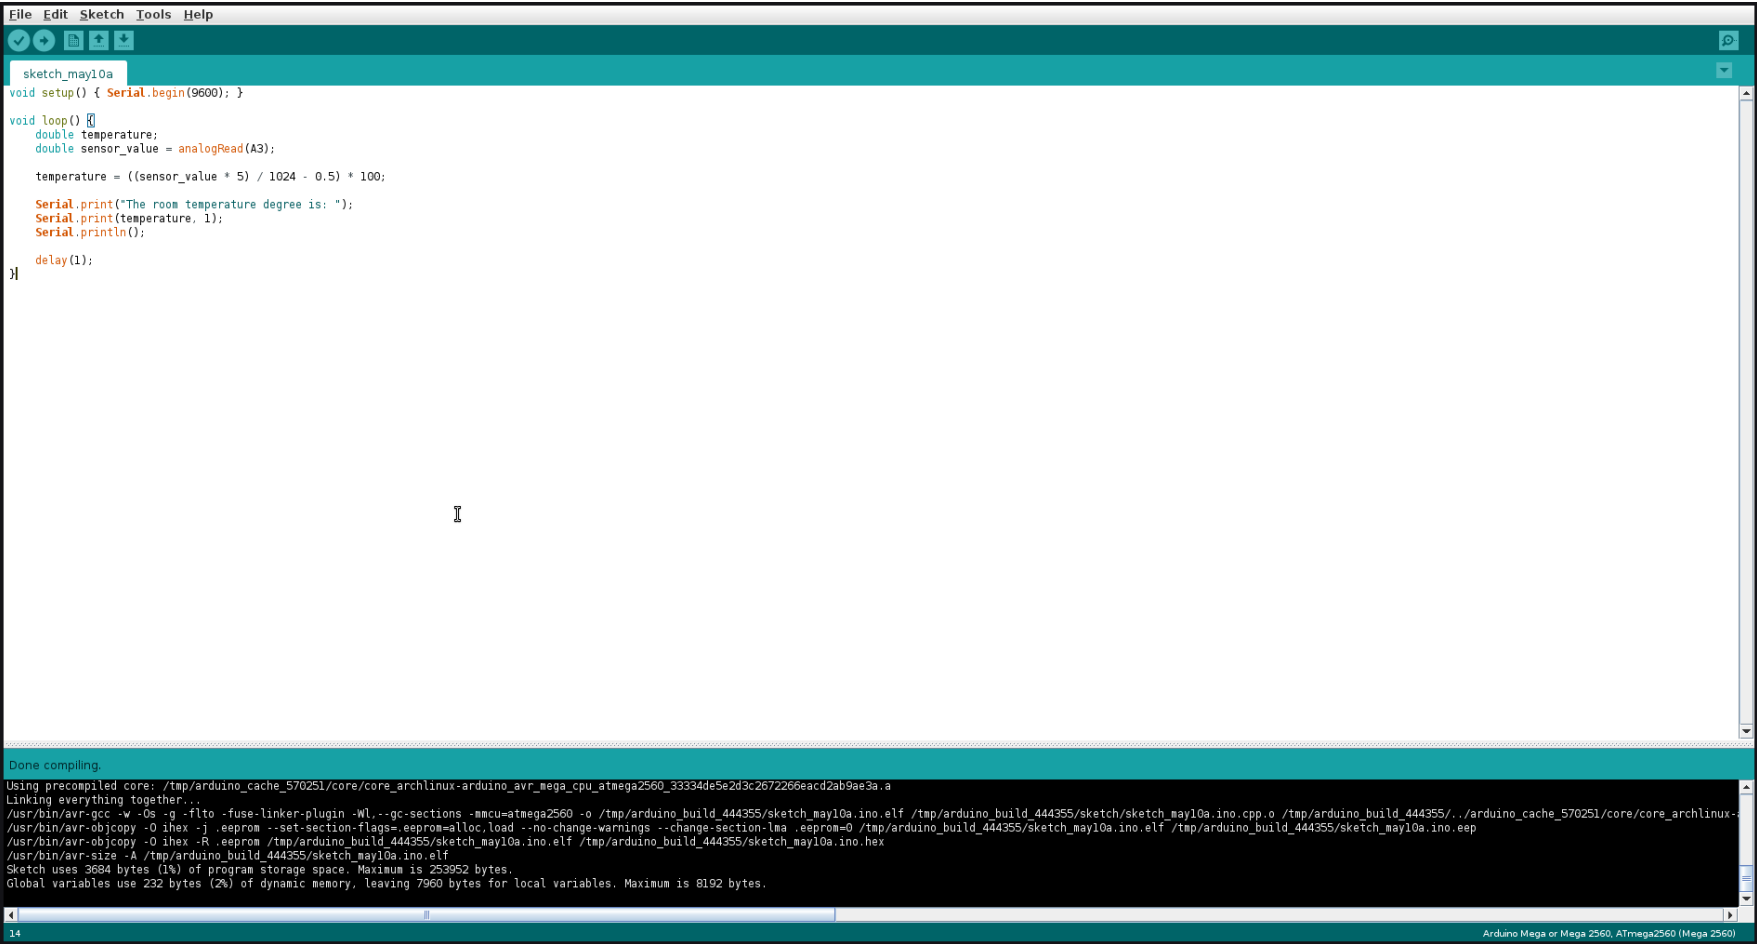 File Edit Sketch Tools Help
sketch_may10a
void setup() { Serial.begin(9600); }
void loop() {
double temperature;
double sensor_value = analogRead(A3);
temperature = ((sensor_value * 5) / 1024 - 0.5) * 100;
Serial.print("The room temperature degree is: ");
Serial.print(temperature, 1);
Serial.println();
delay(1);
}
Done compiling.
Using precompiled core: /tmp/arduino_cache_570251/core/core_archlinux-arduino_avr_mega_cpu_atmega2560_33334de5e2d3c2672266eacd2ab9ae3a.a
Linking everything together...
/usr/bin/avr-gcc -w -Os -g -flto -fuse-linker-plugin -Wl,--gc-sections -mmcu=atmega2560 -o /tmp/arduino_build_444355/sketch_may10a.ino.elf /tmp/arduino_build_444355/sketch/sketch_may10a.ino.cpp.o /tmp/arduino_build_444355/../arduino_cache_570251/core/core_archlinux-a
/usr/bin/avr-objcopy -O ihex -j .eeprom --set-section-flags=.eeprom=alloc,load --no-change-warnings --change-section-lma .eeprom=0 /tmp/arduino_build_444355/sketch_may10a.ino.elf /tmp/arduino_build_444355/sketch_may10a.ino.eep
/usr/bin/avr-objcopy -O ihex -R .eeprom /tmp/arduino_build_444355/sketch_may10a.ino.elf /tmp/arduino_build_444355/sketch_may10a.ino.hex
/usr/bin/avr-size -A /tmp/arduino_build_444355/sketch_may10a.ino.elf
Sketch uses 3684 bytes (1%) of program storage space. Maximum is 253952 bytes.
Global variables use 232 bytes (2%) of dynamic memory, leaving 7960 bytes for local variables. Maximum is 8192 bytes.
14 Arduino Mega or Mega 2560, ATmega2560 (Mega 2560)